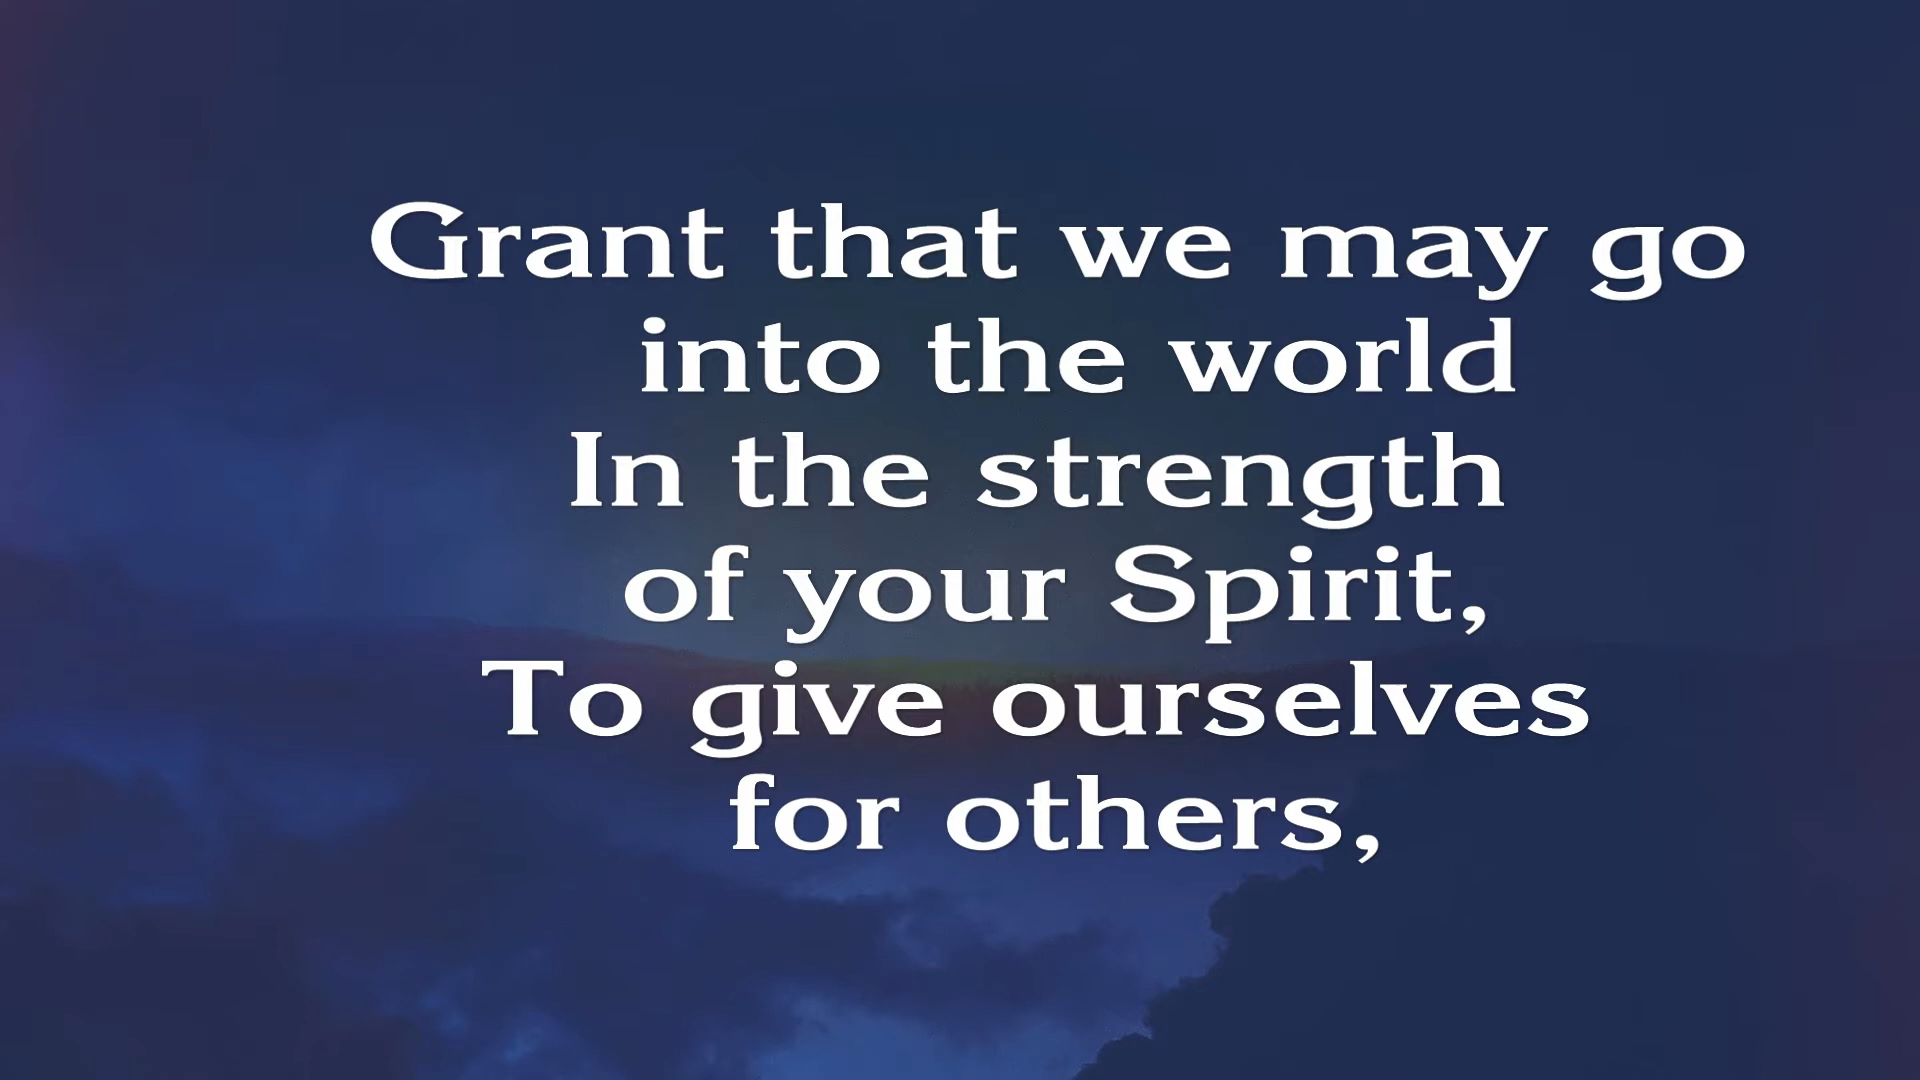 Grant that we may go
into the world
In the strength
of your Spirit,
To give ourselves
for others,